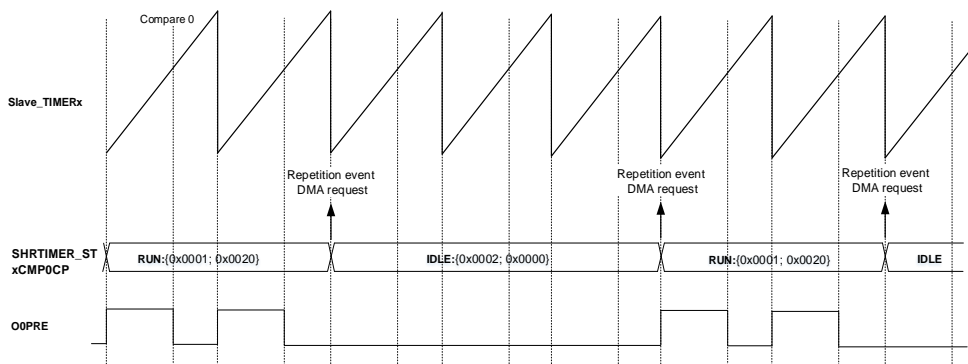 Compare 0
Slave_TIMERx
Repetition event
DMA request
Repetition event
DMA request
Repetition event
DMA request
SHRTIMER_ST
xCMP0CP
RUN:{0x0001; 0x0020}
IDLE:{0x0002; 0x0000}
RUN:{0x0001; 0x0020}
IDLE
O0PRE